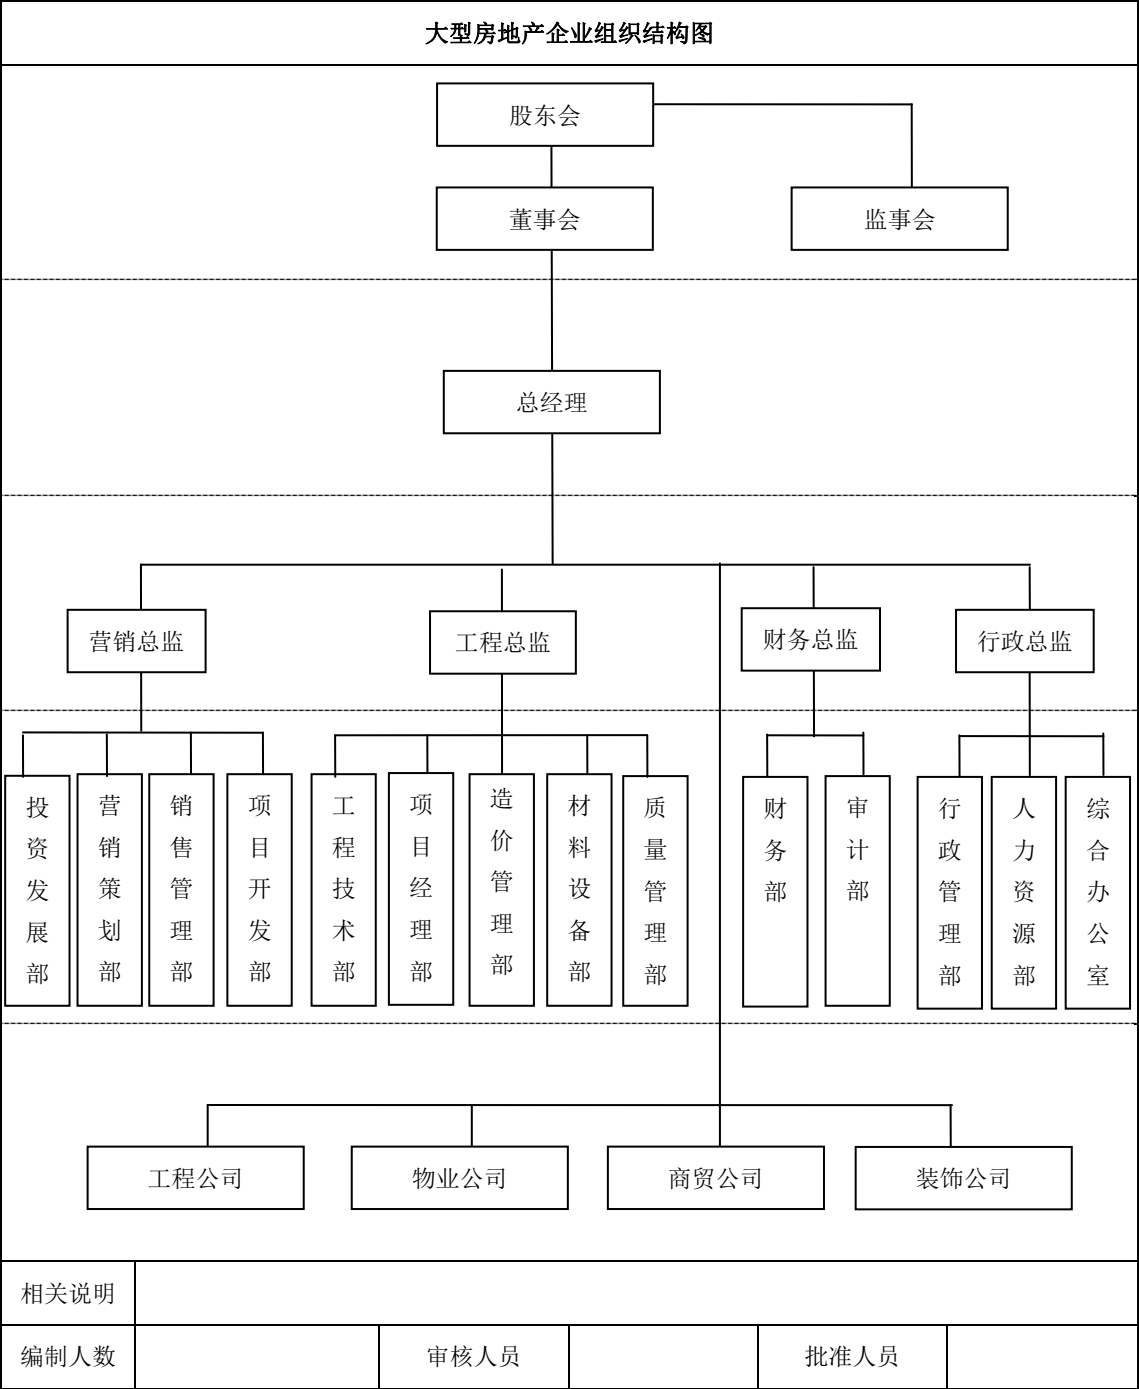 大型房地产企业组织结构图
股东会
董事会
监事会
总经理
营销总监
工程总监
财务总监
行政总监
投资发展部
营销策划部
销售管理部
项目开发部
工程技术部
项目经理部
造价管理部
材料设备部
质量管理部
财务部
审计部
行政管理部
人力资源部
综合办公室
工程公司
物业公司
商贸公司
装饰公司
相关说明
编制人数
审核人员
批准人员